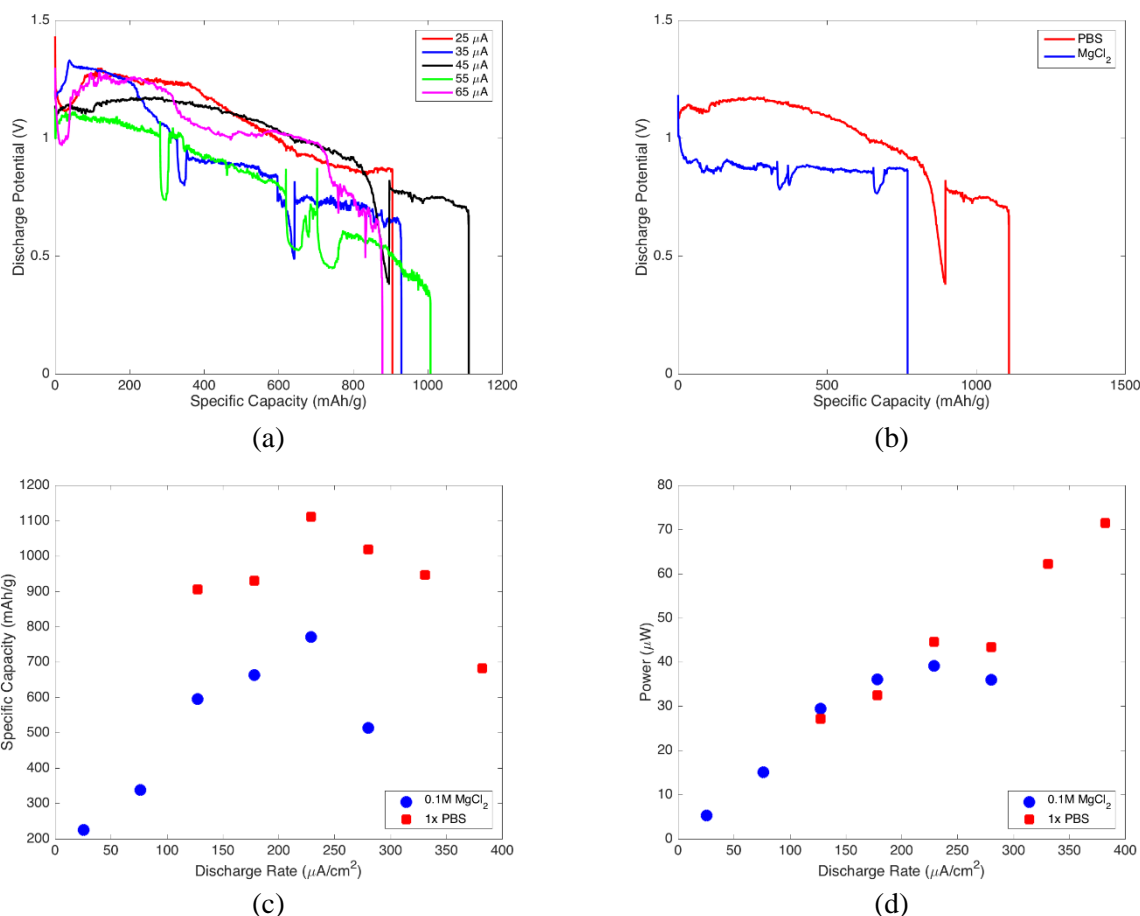 1.5
1
0.5
0
Discharge Potential (V)
25 μA
35 μA
45 μA
55 μA
65 μA
0 200 400 600 800 1000 1200
Specific Capacity (mAh/g)
(a)
1.5
1
0.5
0
Discharge Potential (V)
PBS
MgCl₂
0 500 1000 1500
Specific Capacity (mAh/g)
(b)
1200
1100
1000
900
800
700
600
500
400
300
200
Specific Capacity (mAh/g)
0.1M MgCl₂
1x PBS
0 50 100 150 200 250 300 350 400
Discharge Rate (μA/cm²)
(c)
80
70
60
50
40
30
20
10
0
Power (μW)
0.1M MgCl₂
1x PBS
0 50 100 150 200 250 300 350 400
Discharge Rate (μA/cm²)
(d)